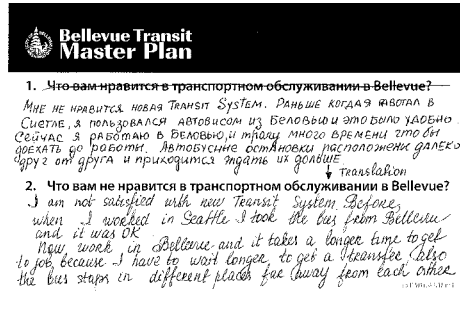 Bellevue Transit
Master Plan
1. Что вам нравится в транспортном обслуживании в Bellevue?
Мне не нравится новая Transit System. Раньше когда я работал в
Сиетле, я пользовался автобусом из Беловью и это было удобно.
Сейчас я работаю в Беловью, и трачу много времени что бы
доехать до работы. Автобусные остановки расположены далеко
друг от друга и приходится ждать их дольше.
↓ translation
2. Что вам не нравится в транспортном обслуживании в Bellevue?
I am not satisfied with new Transit System. Before,
when I worked in Seattle I took the bus from Bellevue
and it was OK
Now, work in Bellevue and it takes a longer time to get
to job, because I have to wait longer, to get a transfer, also
the bus stops in different places far away from each other